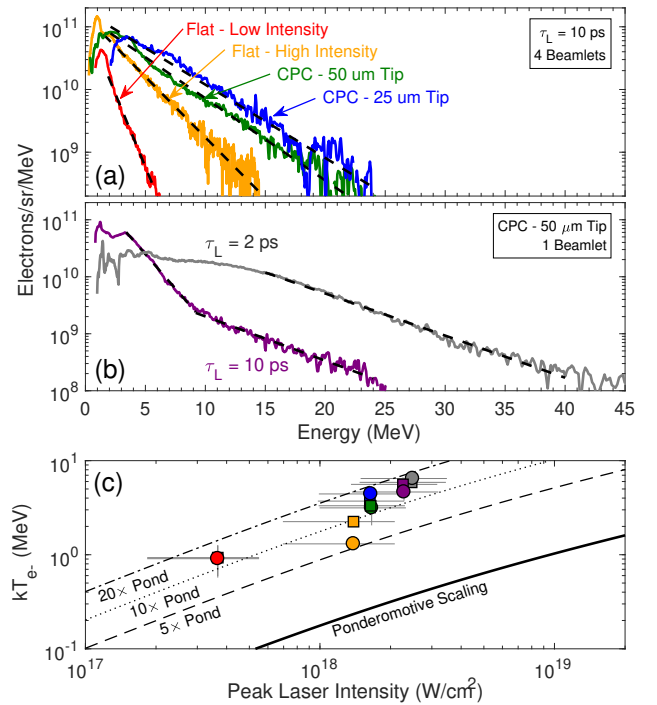 10^11
10^10
10^9
Flat - Low Intensity
Flat - High Intensity
CPC - 50 um Tip
CPC - 25 um Tip
τ_L = 10 ps
4 Beamlets
(a)
Electrons/sr/MeV
10^11
10^10
10^9
10^8
τ_L = 2 ps
τ_L = 10 ps
CPC - 50 μm Tip
1 Beamlet
(b)
0 5 10 15 20 25 30 35 40 45
Energy (MeV)
(c)
kT_e- (MeV)
10^1
10^0
10^-1
20× Pond
10× Pond
5× Pond
Ponderomotive Scaling
10^17 10^18 10^19
Peak Laser Intensity (W/cm^2)